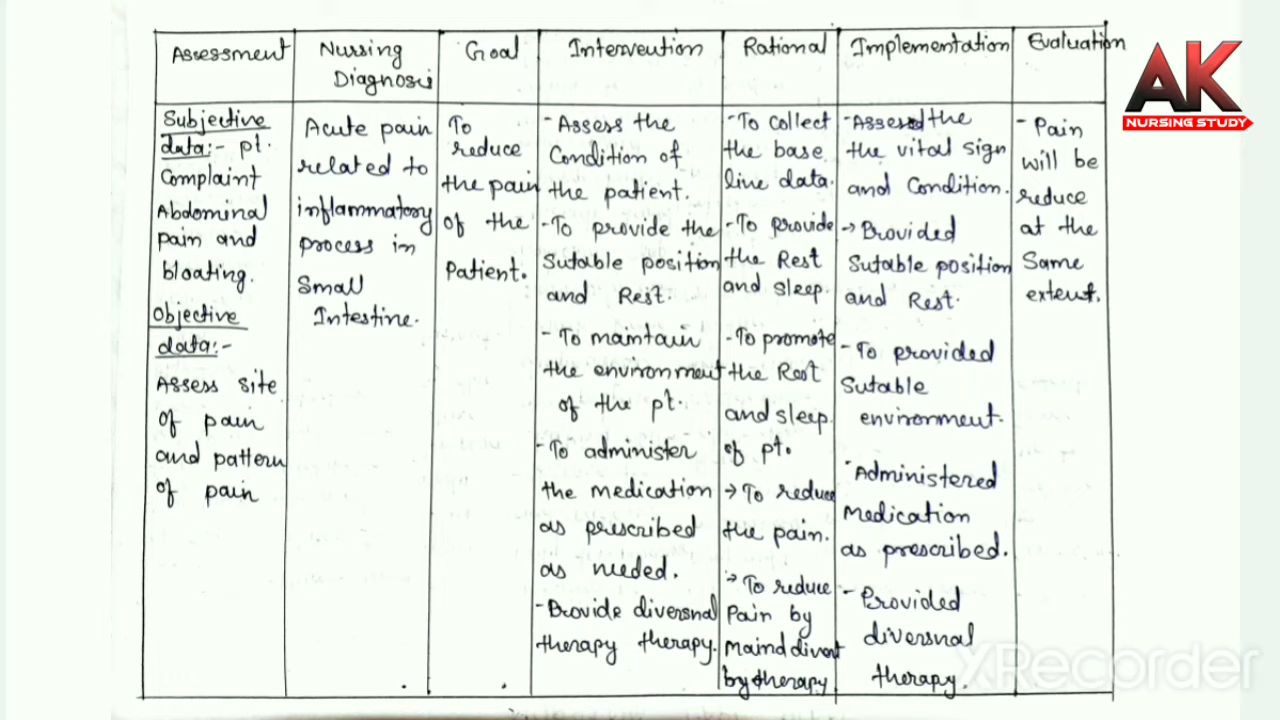 Assessment
Nursing
Diagnosis
Goal
Intervention
Rational
Implementation
Evaluation
Subjective
data:- pt.
Complaint
Abdominal
pain and
bloating.
Objective
data:-
Assess site
of pain
and pattern
of pain
Acute pain
related to
inflammatory
process in
Small
Intestine.
To
reduce
the pain
of the
Patient.
- Assess the
Condition of
the patient.
- To provide the
Sutable position
and Rest.
- To maintain
the environment
of the pt.
- To administer
the medication
as prescribed
as needed.
- Provide diversnal
therapy therapy.
- To collect
the base
line data.
- To provide
the Rest
and sleep.
- To promote
the Rest
and sleep.
of pt.
→ To reduce
the pain.
→ To reduce
Pain by
maind divert
by therapy
- Assessed the
the vital sign
and Condition.
→ Provided
Sutable position
and Rest.
- To provided
Sutable
environment.
- Administered
Medication
as prescribed.
- Provided
diversnal
therapy.
- Pain
will be
reduce
at the
Same
extent.
AK
NURSING STUDY
XRecorder